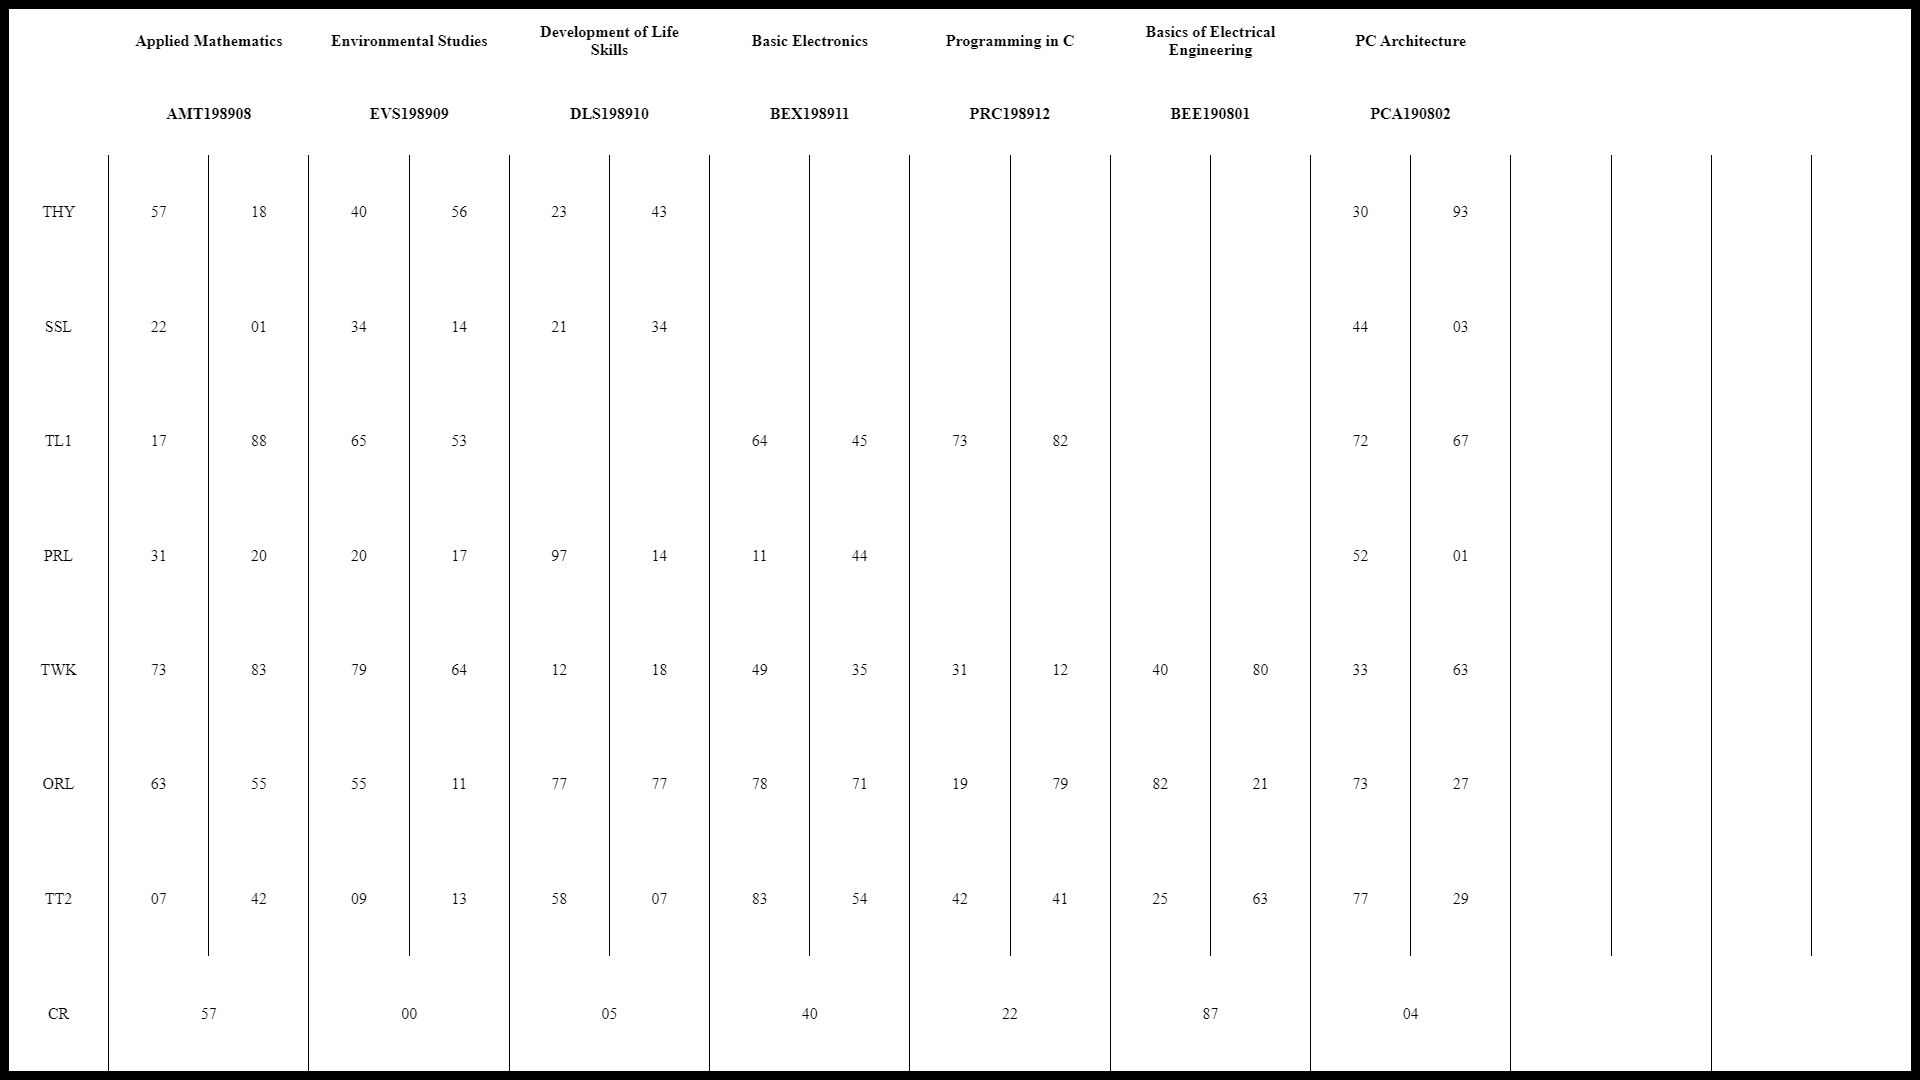 Applied Mathematics Environmental Studies Development of Life Skills Basic Electronics Programming in C Basics of Electrical Engineering PC Architecture
AMT198908 EVS198909 DLS198910 BEX198911 PRC198912 BEE190801 PCA190802
THY 57 18 40 56 23 43 30 93
SSL 22 01 34 14 21 34 44 03
TL1 17 88 65 53 64 45 73 82 72 67
PRL 31 20 20 17 97 14 11 44 52 01
TWK 73 83 79 64 12 18 49 35 31 12 40 80 33 63
ORL 63 55 55 11 77 77 78 71 19 79 82 21 73 27
TT2 07 42 09 13 58 07 83 54 42 41 25 63 77 29
CR 57 00 05 40 22 87 04